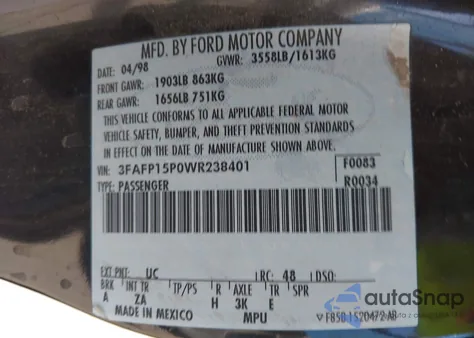 MFD. BY FORD MOTOR COMPANY
DATE: 04/98 GVWR: 3558LB/1613KG
FRONT GAWR: 1903LB 863KG
REAR GAWR: 1656LB 751KG
THIS VEHICLE CONFORMS TO ALL APPLICABLE FEDERAL MOTOR
VEHICLE SAFETY, BUMPER, AND THEFT PREVENTION STANDARDS
IN EFFECT ON THE DATE OF MANUFACTURE SHOWN ABOVE.
VIN: 3FAFP15P0WR238401 F0083
TYPE: PASSENGER R0034
EXT PNT: UC RC: 48 DSO:
BRK INT TR TP/PS R AXLE TR SPR
A ZA H 3K E
MADE IN MEXICO MPU F85B 1520472 AB
autoSnap